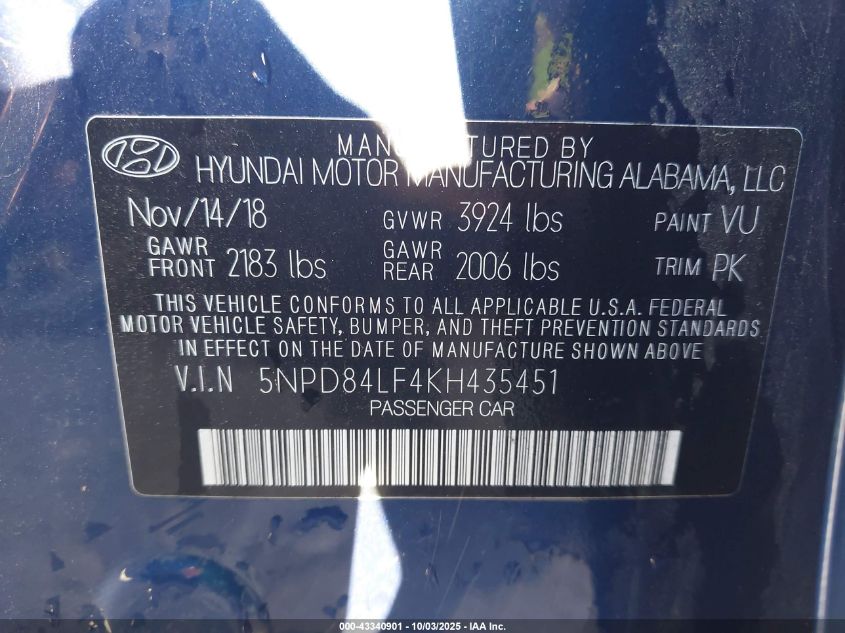 MANUFACTURED BY
HYUNDAI MOTOR MANUFACTURING ALABAMA, LLC
Nov/14/18 GVWR 3924 lbs PAINT VU
GAWR FRONT 2183 lbs GAWR REAR 2006 lbs TRIM PK
THIS VEHICLE CONFORMS TO ALL APPLICABLE U.S.A. FEDERAL
MOTOR VEHICLE SAFETY, BUMPER, AND THEFT PREVENTION STANDARDS
IN EFFECT ON THE DATE OF MANUFACTURE SHOWN ABOVE
V.I.N 5NPD84LF4KH435451
PASSENGER CAR
000-43340901 - 10/03/2025 - IAA Inc.